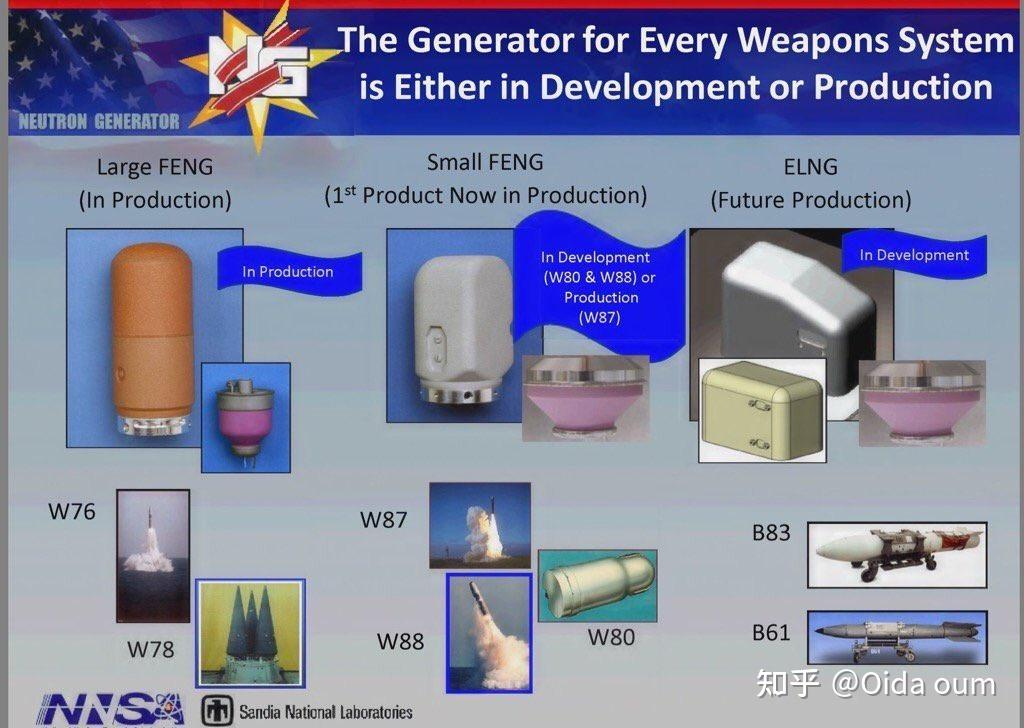 NG
NEUTRON GENERATOR
The Generator for Every Weapons System
is Either in Development or Production
Large FENG
(In Production)
Small FENG
(1st Product Now in Production)
ELNG
(Future Production)
In Production
In Development
(W80 & W88) or
Production
(W87)
In Development
W76
W78
W87
W88
W80
B83
B61
B61
NNSA
Sandia National Laboratories
知乎 @Oida oum